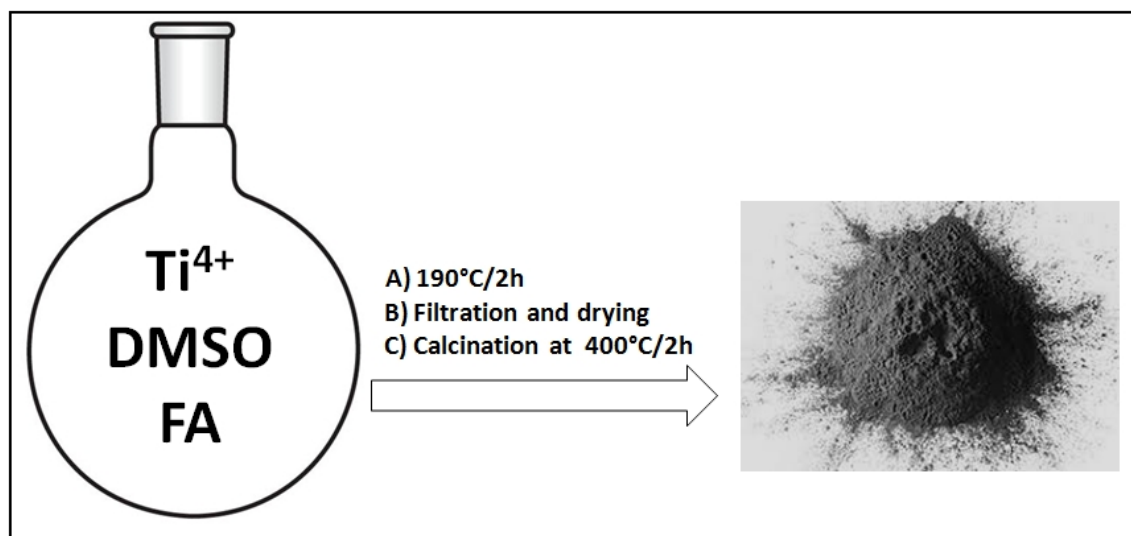 Ti⁴⁺
DMSO
FA
A) 190°C/2h
B) Filtration and drying
C) Calcination at 400°C/2h